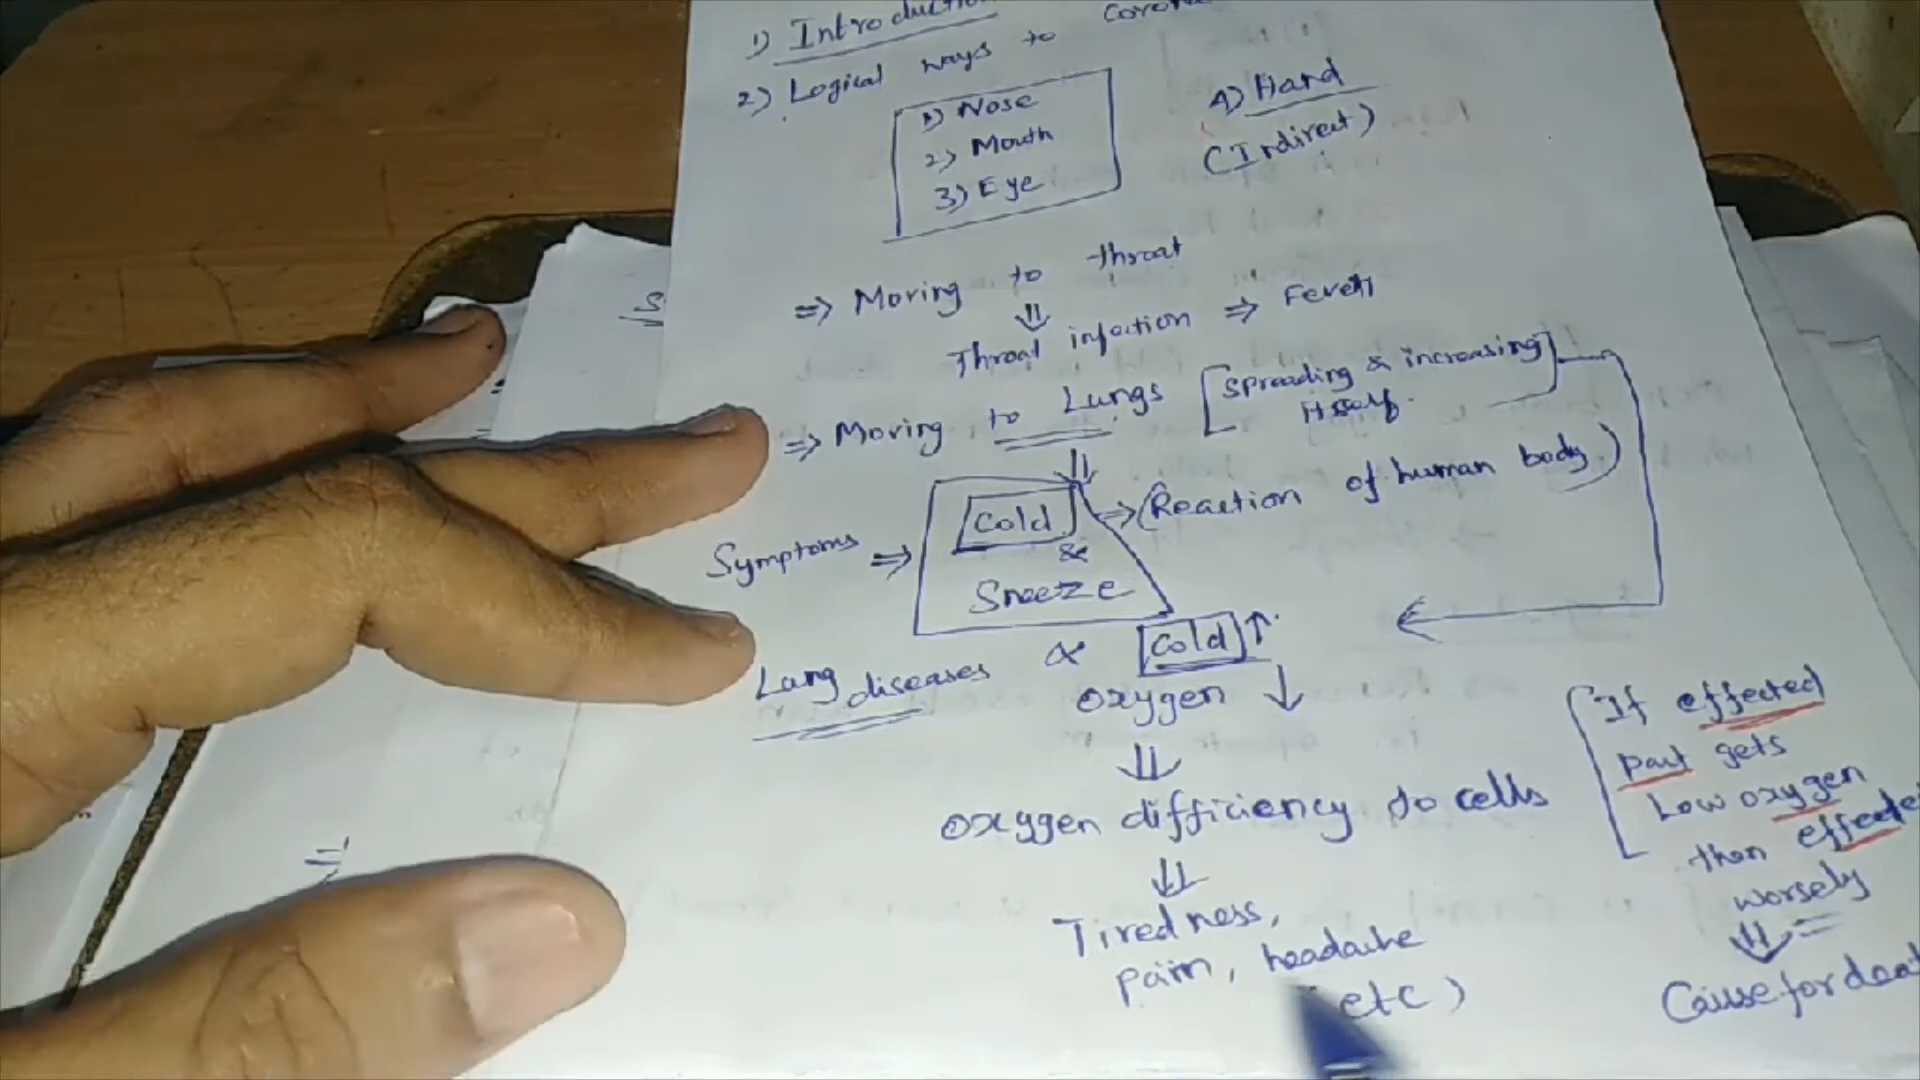 1) Introduction
2) Logical ways to Corona
1) Nose
2) Mouth
3) Eye
4) Hand
(Indirect)
=> Moving to throat
Throat infection => Fever
=> Moving to Lungs [Spreading & increasing]
itself.
Symptoms => Cold => (Reaction of human body)
&
Sneeze
Lung diseases & Cold ↑
oxygen ↓
oxygen difficiency to cells
Tiredness,
pain, headache
etc)
[If effected
part gets
Low oxygen
then effected
worsely
Cause for